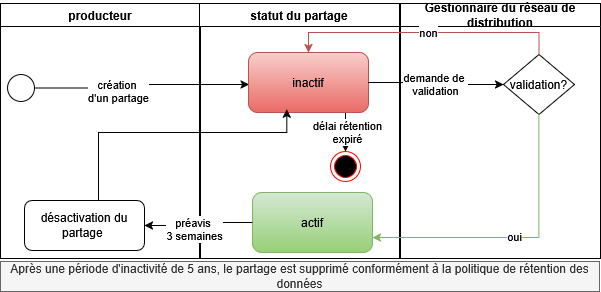 producteur
statut du partage
Gestionnaire du réseau de
distribution
non
création
d'un partage
inactif
demande de
validation
validation?
délai rétention
expiré
désactivation du
partage
préavis
3 semaines
actif
oui
Après une période d'inactivité de 5 ans, le partage est supprimé conformément à la politique de rétention des
données